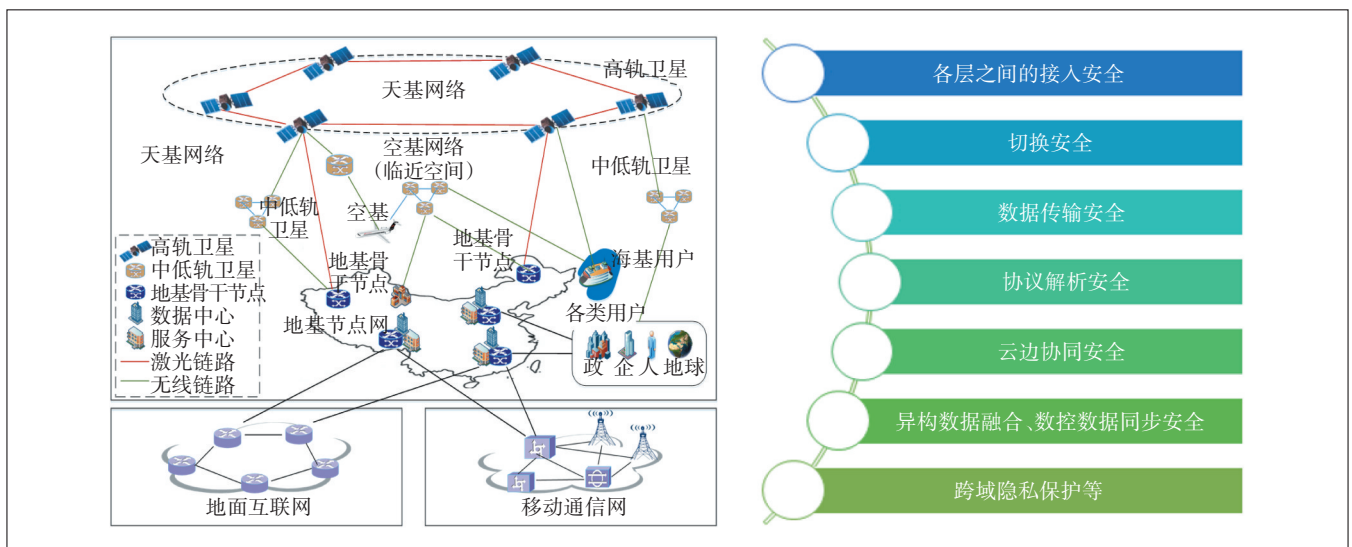 高轨卫星
天基网络
天基网络
空基网络
(临近空间)
中低轨卫星
中低轨
卫星
空基
地基骨
干节点
地基骨
干节点
海基用户
高轨卫星
中低轨卫星
地基骨干节点
数据中心
服务中心
激光链路
无线链路
地基节点网
各类用户
政 企 人 地球
地面互联网
移动通信网
各层之间的接入安全
切换安全
数据传输安全
协议解析安全
云边协同安全
异构数据融合、数控数据同步安全
跨域隐私保护等